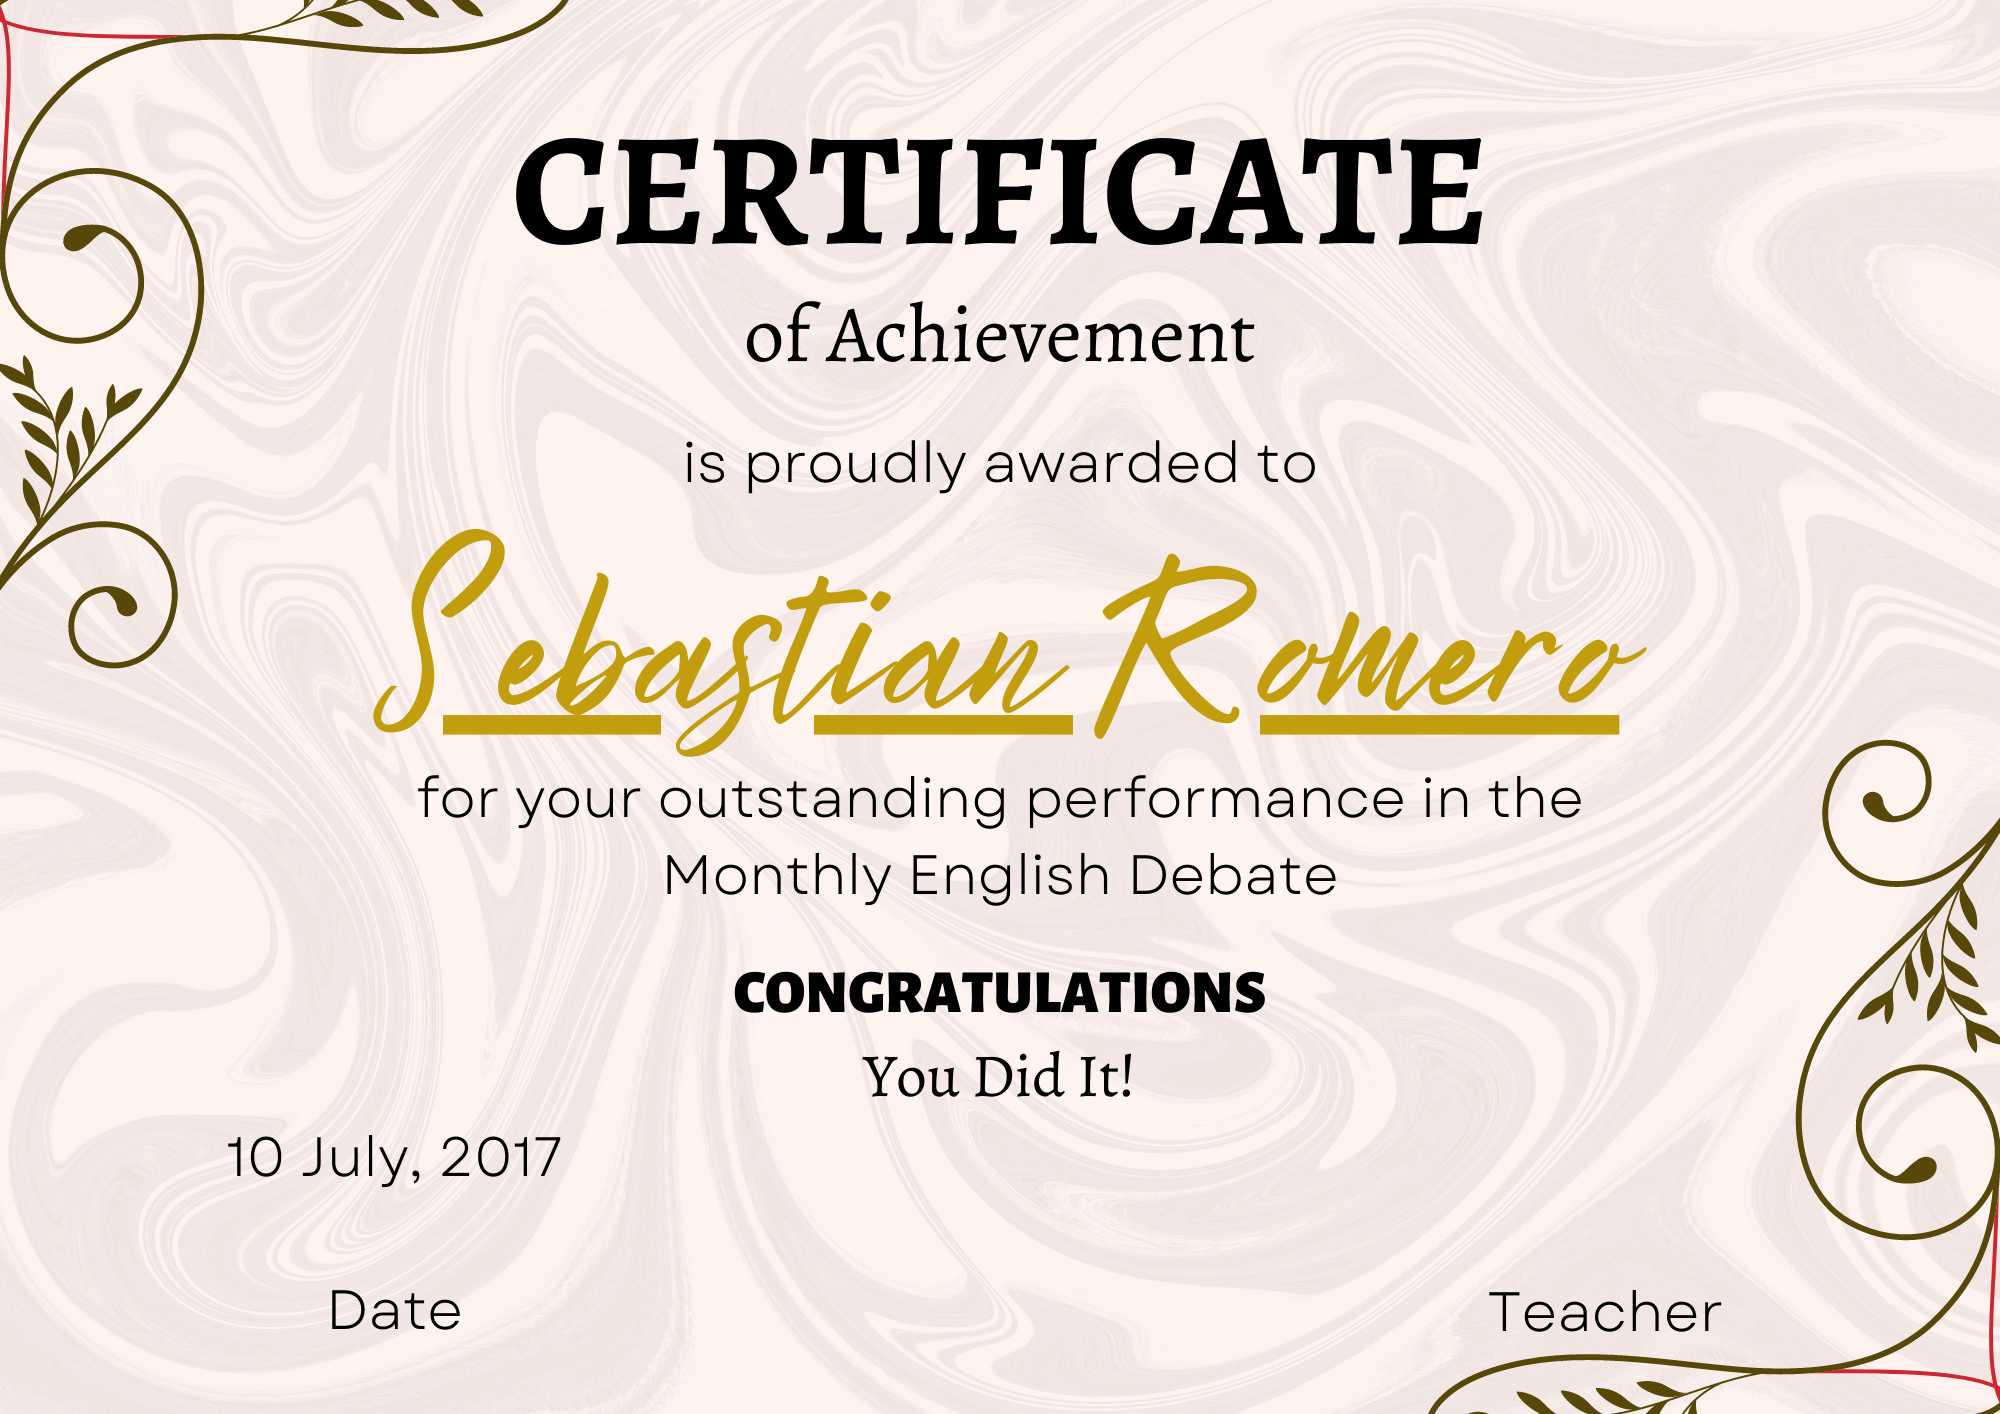 CERTIFICATE
of Achievement
is proudly awarded to
Sebastian Romero
for your outstanding performance in the
Monthly English Debate
CONGRATULATIONS
You Did It!
10 July, 2017
Date
Teacher